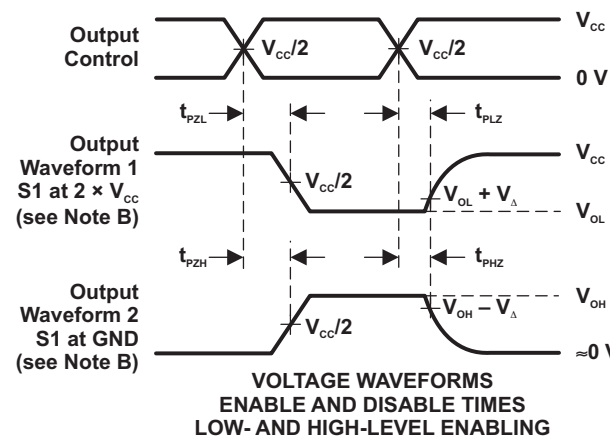 Output
Control
V_CC/2
V_CC/2
V_CC
0 V
t_PZL
t_PLZ
Output
Waveform 1
S1 at 2 × V_CC
(see Note B)
V_CC/2
V_OL + V_Δ
V_CC
V_OL
t_PZH
t_PHZ
Output
Waveform 2
S1 at GND
(see Note B)
V_CC/2
V_OH – V_Δ
V_OH
≈0 V
VOLTAGE WAVEFORMS
ENABLE AND DISABLE TIMES
LOW- AND HIGH-LEVEL ENABLING